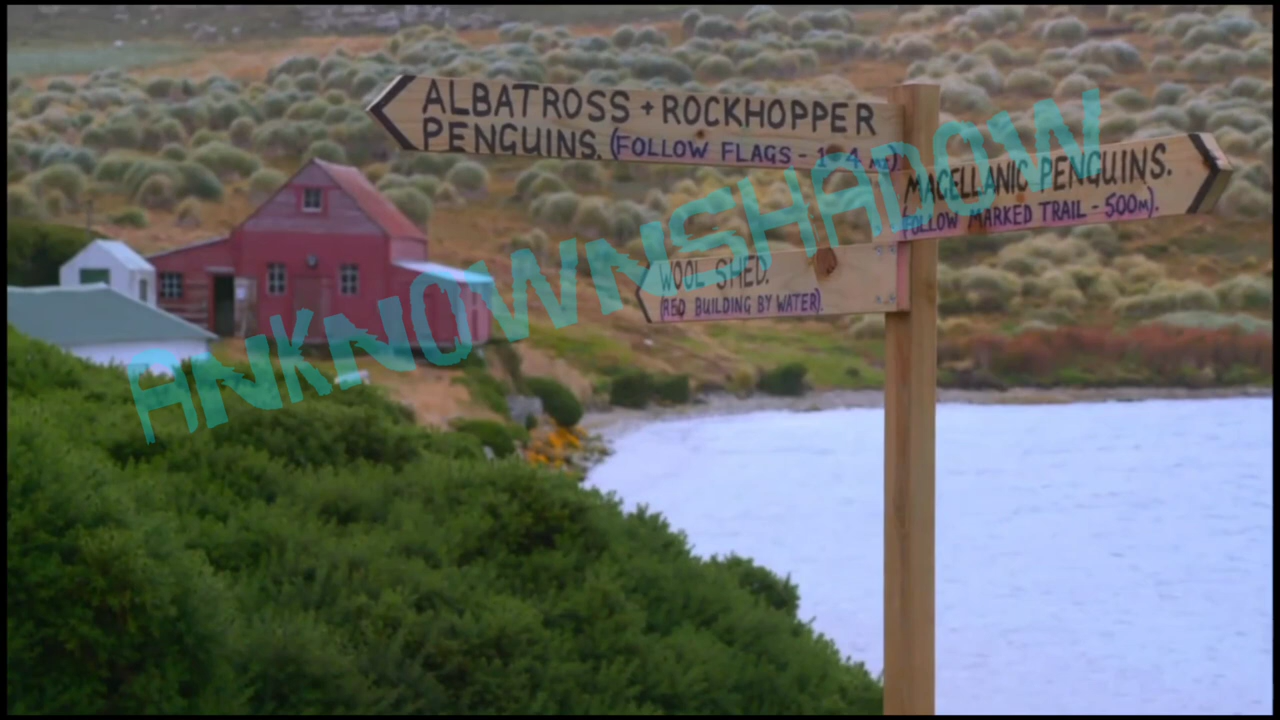 ALBATROSS + ROCKHOPPER
PENGUINS. (FOLLOW FLAGS - 1·4 MI)
MAGELLANIC PENGUINS.
(FOLLOW MARKED TRAIL - 500M).
WOOL SHED.
(RED BUILDING BY WATER).
ANKNOWNSHADOW